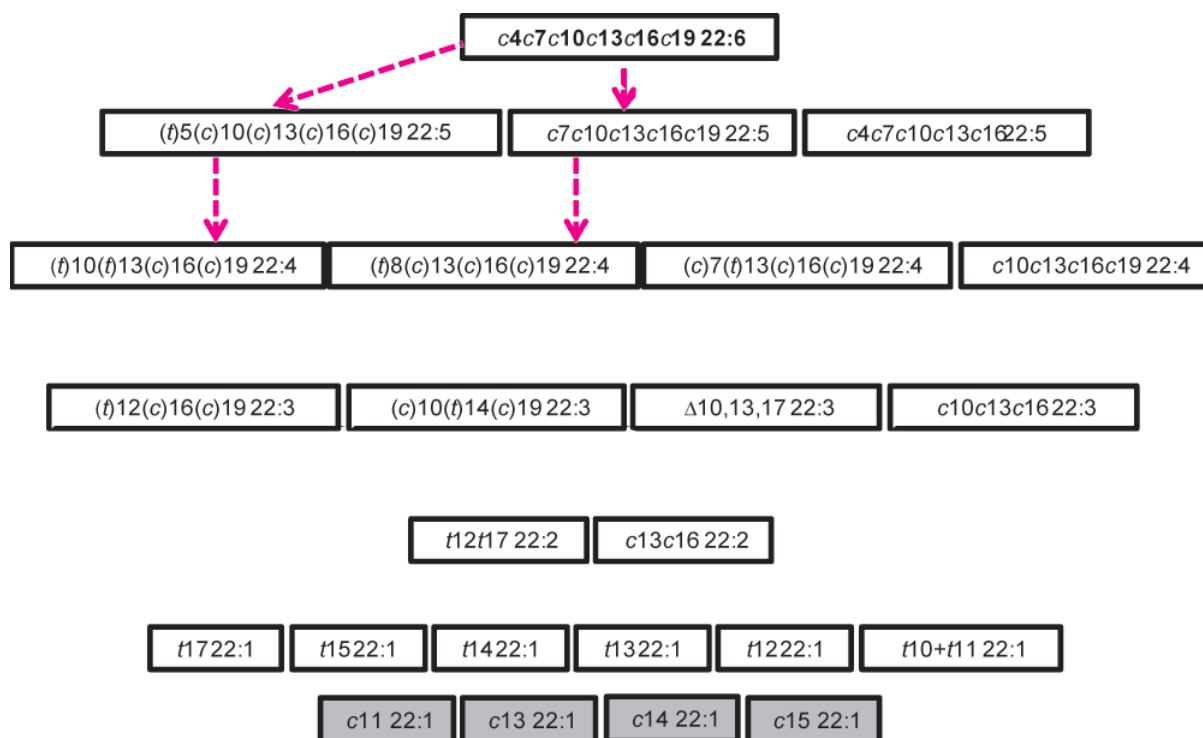 c4c7c10c13c16c19 22:6
(t)5(c)10(c)13(c)16(c)19 22:5 c7c10c13c16c19 22:5 c4c7c10c13c16 22:5
(t)10(t)13(c)16(c)19 22:4 (t)8(c)13(c)16(c)19 22:4 (c)7(t)13(c)16(c)19 22:4 c10c13c16c19 22:4
(t)12(c)16(c)19 22:3 (c)10(t)14(c)19 22:3 Δ10,13,17 22:3 c10c13c16 22:3
t12t17 22:2 c13c16 22:2
t17 22:1 t15 22:1 t14 22:1 t13 22:1 t12 22:1 t10+t11 22:1
c11 22:1 c13 22:1 c14 22:1 c15 22:1